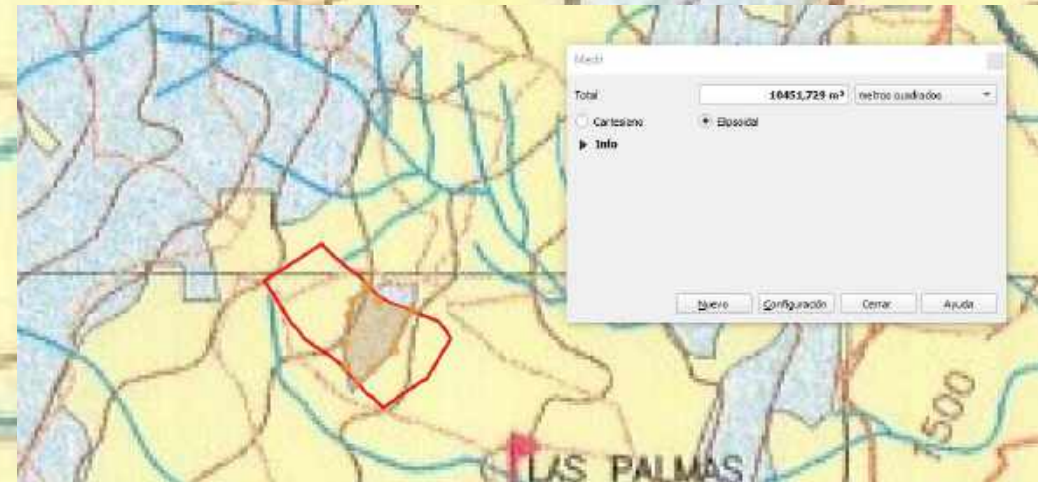 Medir
Total
10451,729 m²
metros cuadrados
Cartesiano
Elipsoidal
Info
Nuevo
Configuración
Cerrar
Ayuda
1500
LAS PALMAS